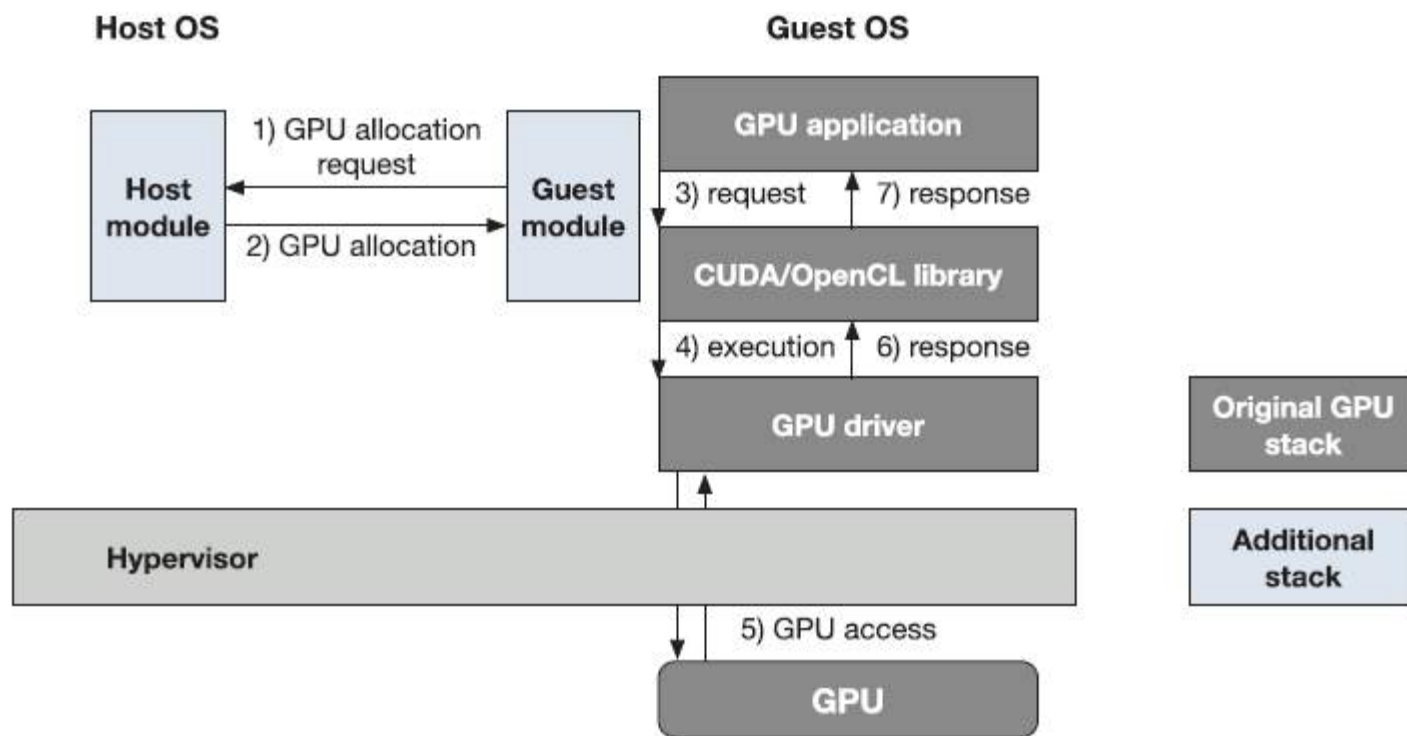 Host OS
Guest OS
GPU application
1) GPU allocation
request
Host
module
Guest
module
2) GPU allocation
3) request
7) response
CUDA/OpenCL library
4) execution
6) response
GPU driver
Original GPU
stack
Hypervisor
Additional
stack
5) GPU access
GPU